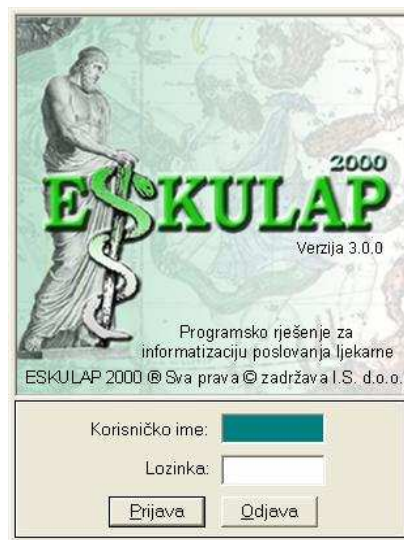 2000
ESKULAP
Verzija 3.0.0
Programsko rješenje za
informatizaciju poslovanja ljekarne
ESKULAP 2000 ® Sva prava © zadržava I.S. d.o.o.
Korisničko ime:
Lozinka:
Prijava Odjava